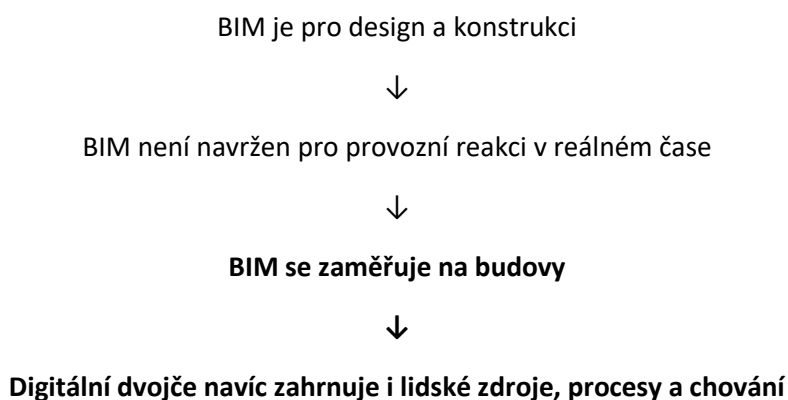 BIM je pro design a konstrukci
↓
BIM není navržen pro provozní reakci v reálném čase
↓
BIM se zaměřuje na budovy
↓
Digitální dvojče navíc zahrnuje i lidské zdroje, procesy a chování